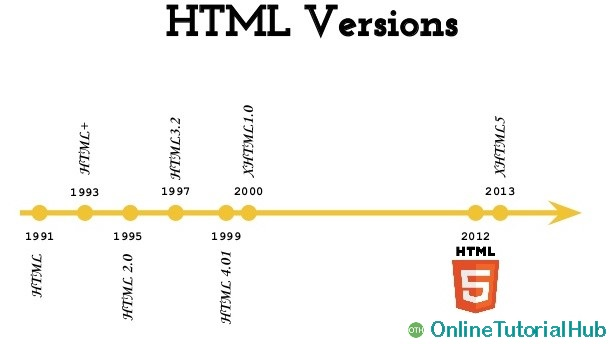 HTML Versions
HTML+
HTML3.2
XHTML1.0
XHTML5
1993
1997
2000
2013
1991
1995
1999
2012
HTML
HTML 2.0
HTML 4.01
HTML
5
OTH OnlineTutorialHub